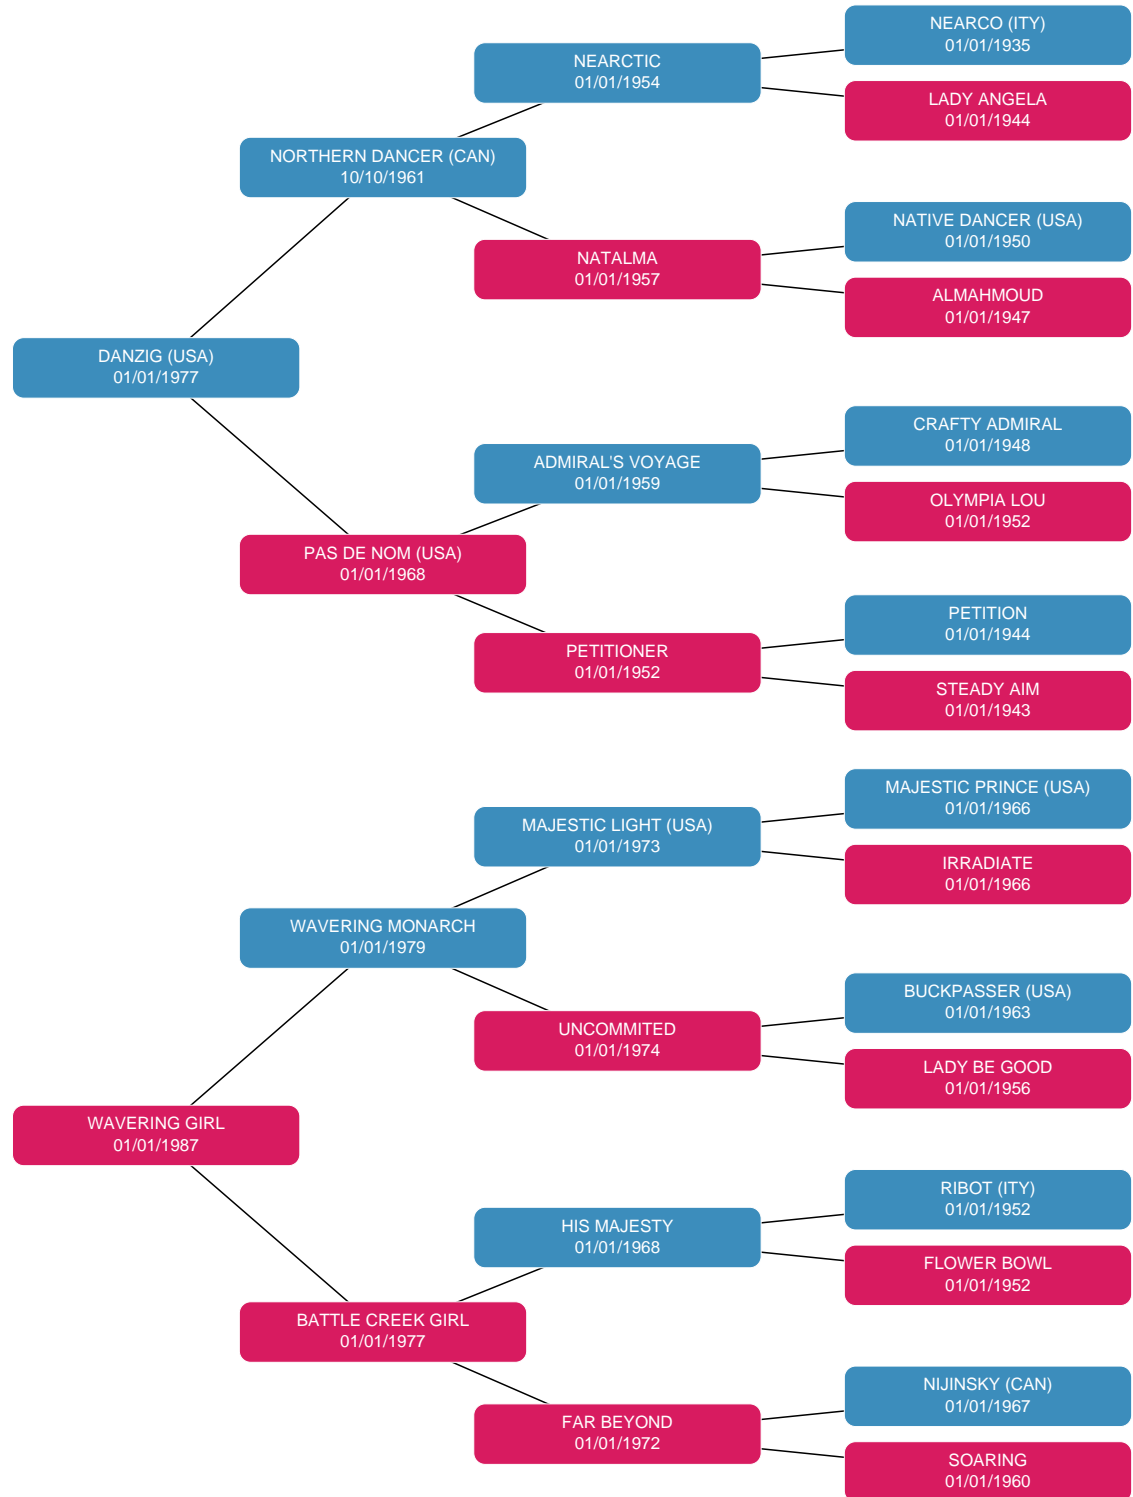 NEARCO (ITY)
01/01/1935
NEARCTIC
01/01/1954
LADY ANGELA
01/01/1944
NORTHERN DANCER (CAN)
10/10/1961
NATIVE DANCER (USA)
01/01/1950
NATALMA
01/01/1957
ALMAHMOUD
01/01/1947
DANZIG (USA)
01/01/1977
CRAFTY ADMIRAL
01/01/1948
ADMIRAL'S VOYAGE
01/01/1959
OLYMPIA LOU
01/01/1952
PAS DE NOM (USA)
01/01/1968
PETITION
01/01/1944
PETITIONER
01/01/1952
STEADY AIM
01/01/1943
MAJESTIC PRINCE (USA)
01/01/1966
MAJESTIC LIGHT (USA)
01/01/1973
IRRADIATE
01/01/1966
WAVERING MONARCH
01/01/1979
BUCKPASSER (USA)
01/01/1963
UNCOMMITED
01/01/1974
LADY BE GOOD
01/01/1956
WAVERING GIRL
01/01/1987
RIBOT (ITY)
01/01/1952
HIS MAJESTY
01/01/1968
FLOWER BOWL
01/01/1952
BATTLE CREEK GIRL
01/01/1977
NIJINSKY (CAN)
01/01/1967
FAR BEYOND
01/01/1972
SOARING
01/01/1960